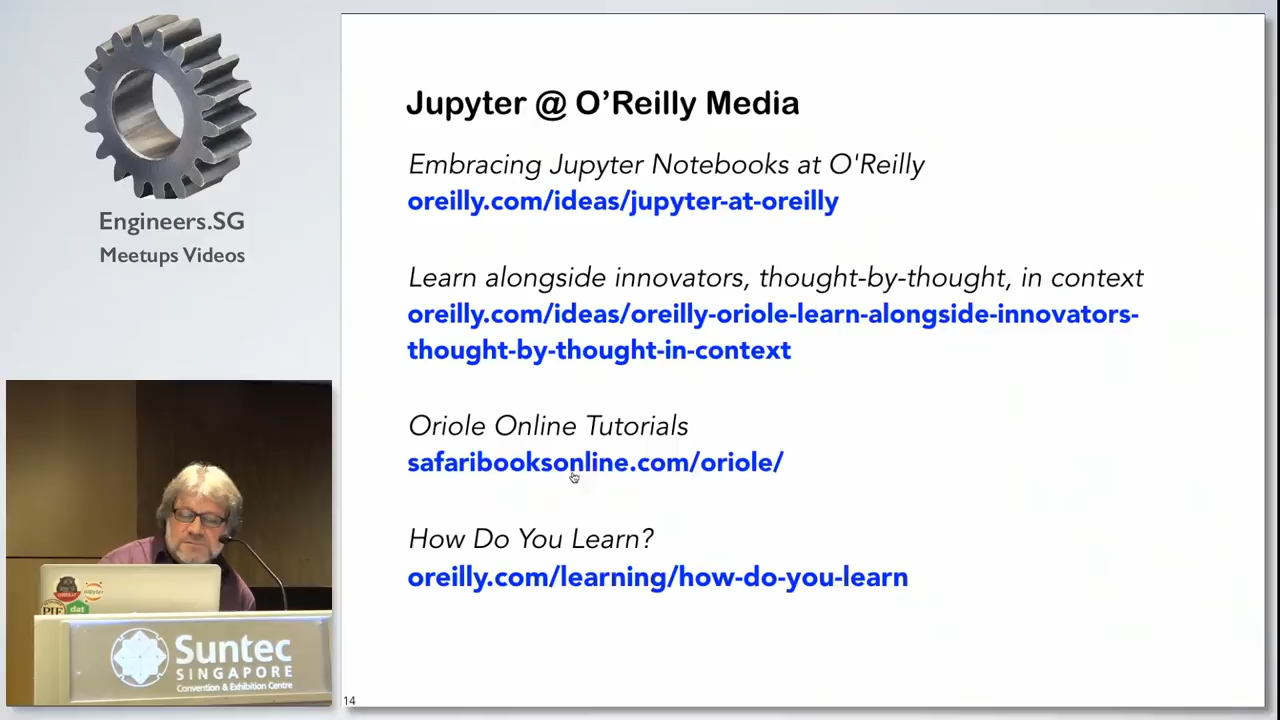 Engineers.SG
Meetups Videos
Jupyter @ O’Reilly Media
Embracing Jupyter Notebooks at O'Reilly
oreilly.com/ideas/jupyter-at-oreilly
Learn alongside innovators, thought-by-thought, in context
oreilly.com/ideas/oreilly-oriole-learn-alongside-innovators-
thought-by-thought-in-context
Oriole Online Tutorials
safaribooksonline.com/oriole/
How Do You Learn?
oreilly.com/learning/how-do-you-learn
14
dat
Suntec
SINGAPORE
Convention & Exhibition Centre